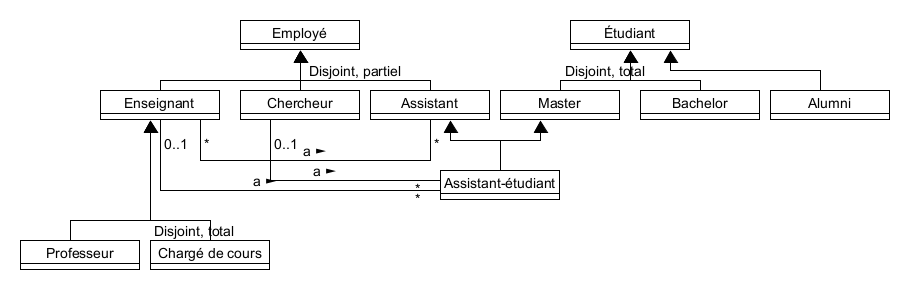 Employé
Étudiant
Disjoint, partiel
Disjoint, total
Enseignant
Chercheur
Assistant
Master
Bachelor
Alumni
0..1
*
0..1
*
a ►
a ►
a ►
*
*
Assistant-étudiant
Disjoint, total
Professeur
Chargé de cours